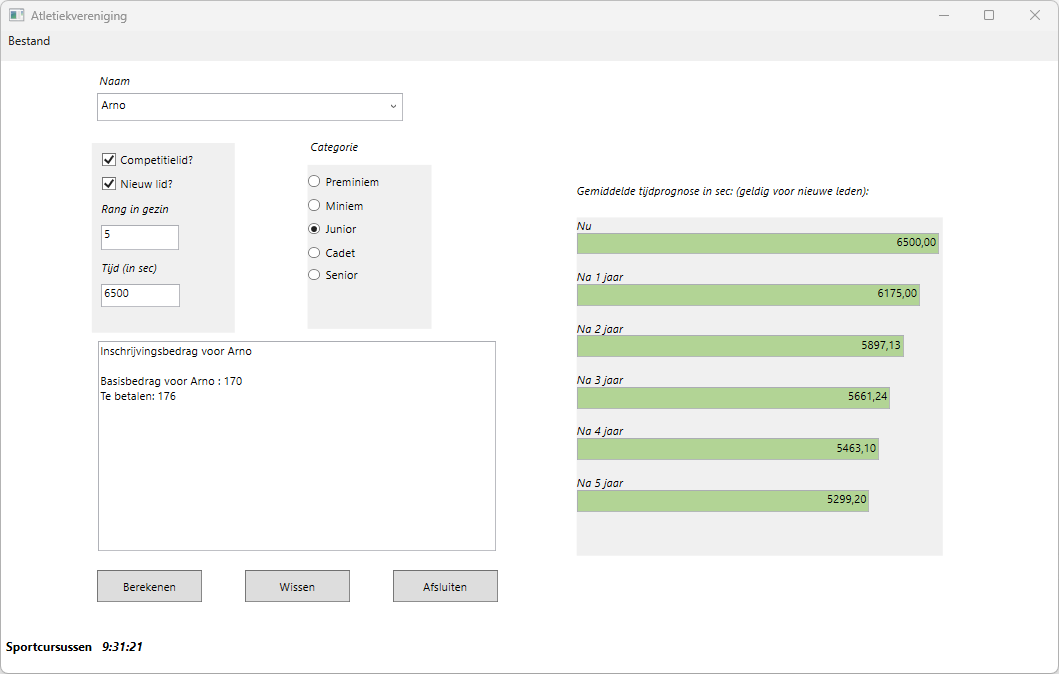 Atletiekvereniging
Bestand
Naam
Arno
Competitielid?
Nieuw lid?
Rang in gezin
5
Tijd (in sec)
6500
Categorie
Preminiem
Miniem
Junior
Cadet
Senior
Inschrijvingsbedrag voor Arno
Basisbedrag voor Arno : 170
Te betalen: 176
Berekenen
Wissen
Afsluiten
Gemiddelde tijdprognose in sec: (geldig voor nieuwe leden):
Nu
6500,00
Na 1 jaar
6175,00
Na 2 jaar
5897,13
Na 3 jaar
5661,24
Na 4 jaar
5463,10
Na 5 jaar
5299,20
Sportcursussen 9:31:21